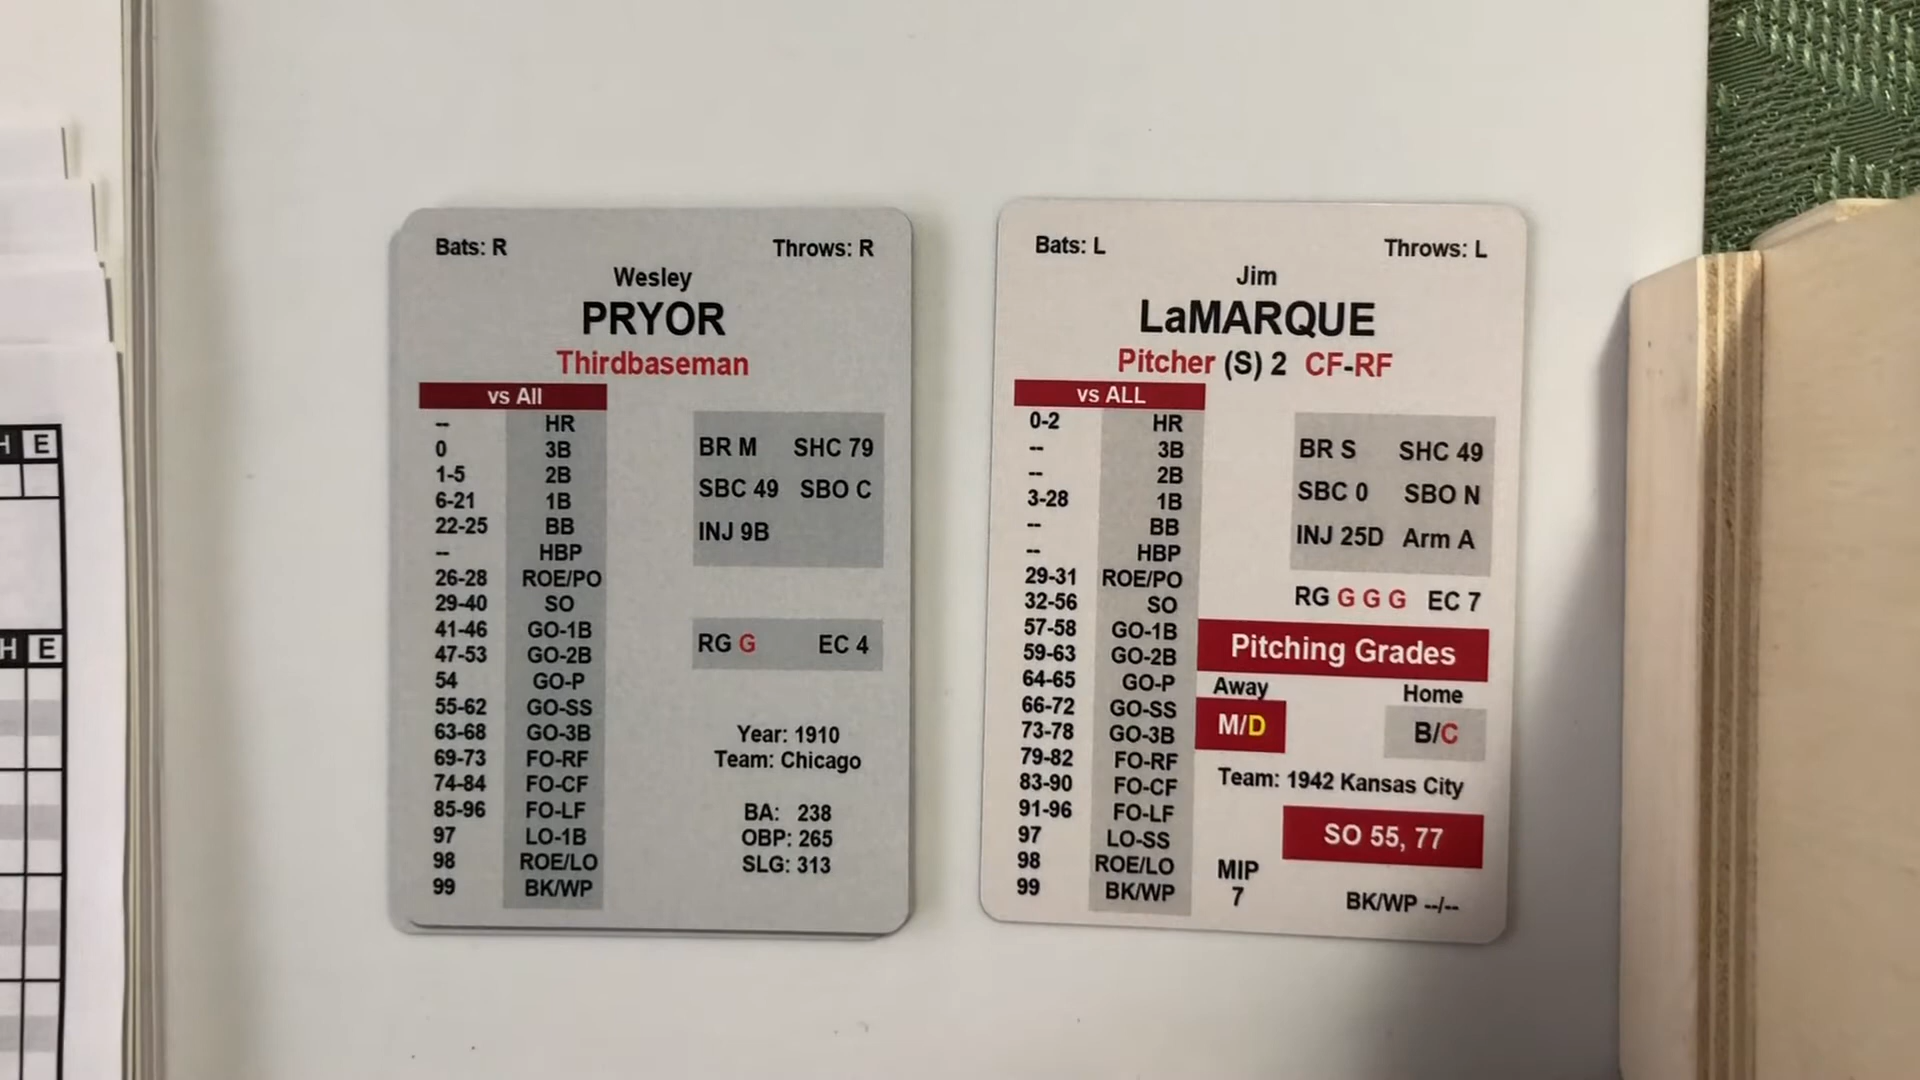 H E
H E
Bats: R Throws: R
Wesley
PRYOR
Thirdbaseman
vs All
-- HR
0 3B
1-5 2B
6-21 1B
22-25 BB
-- HBP
26-28 ROE/PO
29-40 SO
41-46 GO-1B
47-53 GO-2B
54 GO-P
55-62 GO-SS
63-68 GO-3B
69-73 FO-RF
74-84 FO-CF
85-96 FO-LF
97 LO-1B
98 ROE/LO
99 BK/WP
BR M SHC 79
SBC 49 SBO C
INJ 9B
RG G EC 4
Year: 1910
Team: Chicago
BA: 238
OBP: 265
SLG: 313
Bats: L Throws: L
Jim
LaMARQUE
Pitcher (S) 2 CF-RF
vs ALL
0-2 HR
-- 3B
-- 2B
3-28 1B
-- BB
-- HBP
29-31 ROE/PO
32-56 SO
57-58 GO-1B
59-63 GO-2B
64-65 GO-P
66-72 GO-SS
73-78 GO-3B
79-82 FO-RF
83-90 FO-CF
91-96 FO-LF
97 LO-SS
98 ROE/LO
99 BK/WP
BR S SHC 49
SBC 0 SBO N
INJ 25D Arm A
RG G G G EC 7
Pitching Grades
Away Home
M/D B/C
Team: 1942 Kansas City
SO 55, 77
MIP
7
BK/WP --/--